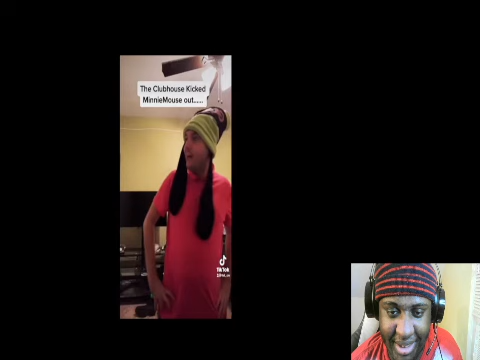 The Clubhouse Kicked
MinnieMouse out.....
TikTok